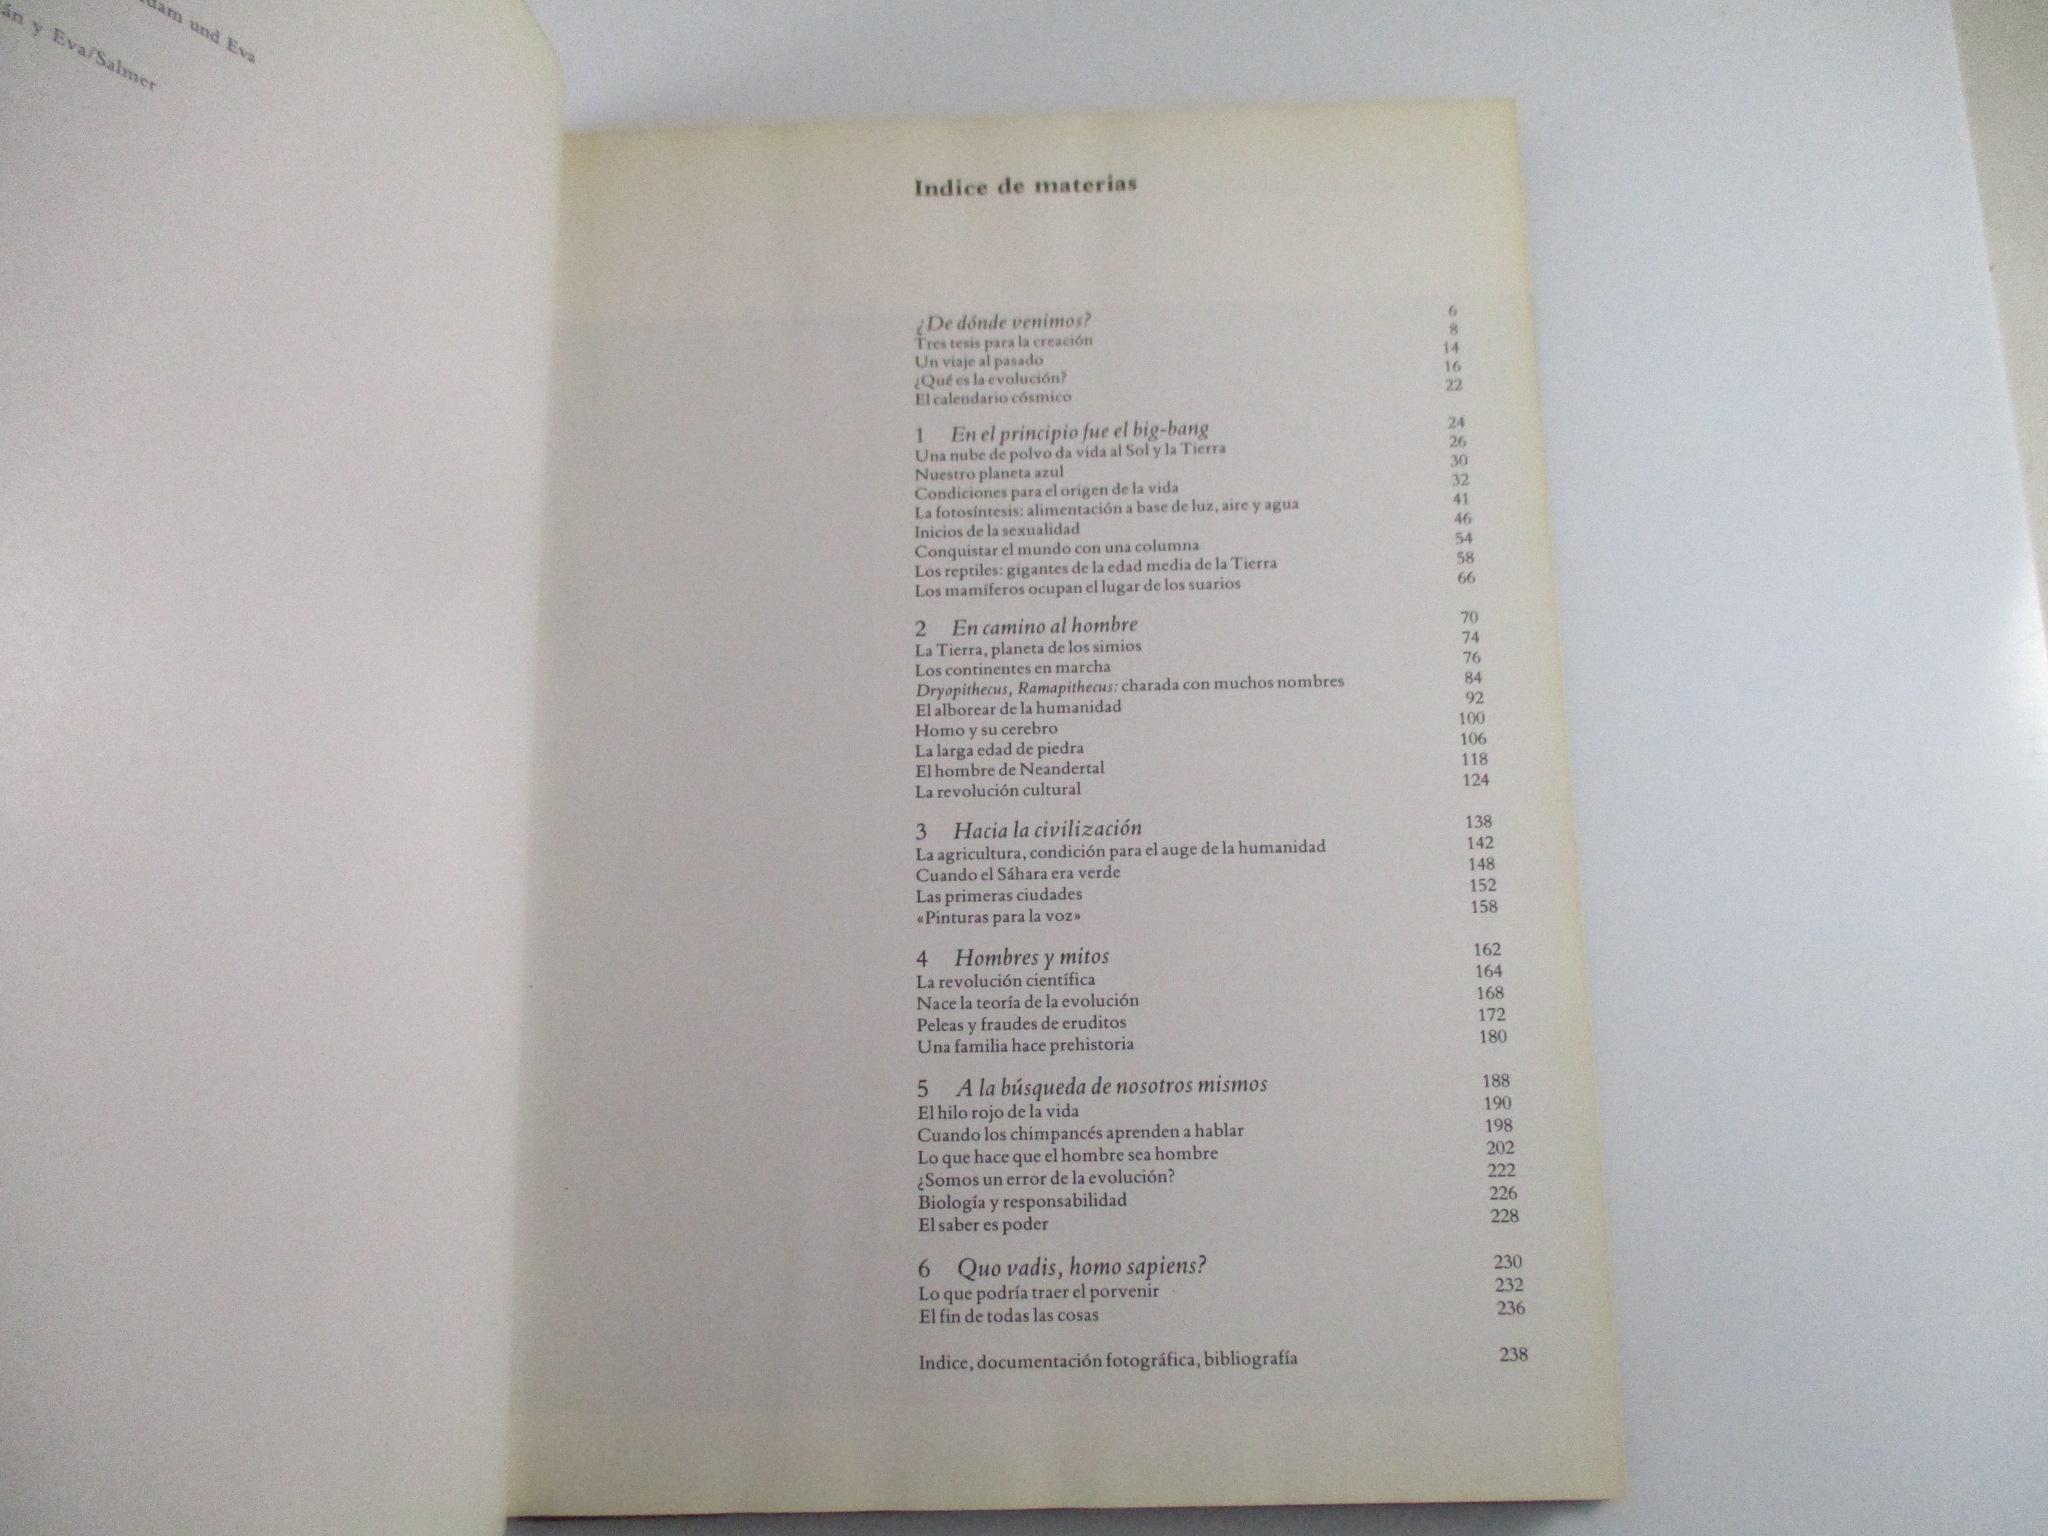 und Eva
y Eva/Salmer
Indice de materias
¿De dónde venimos? 6
Tres tesis para la creación 8
Un viaje al pasado 14
¿Qué es la evolución? 16
El calendario cósmico 22
1 En el principio fue el big-bang 24
Una nube de polvo da vida al Sol y la Tierra 26
Nuestro planeta azul 30
Condiciones para el origen de la vida 32
La fotosíntesis: alimentación a base de luz, aire y agua 41
Inicios de la sexualidad 46
Conquistar el mundo con una columna 54
Los reptiles: gigantes de la edad media de la Tierra 58
Los mamíferos ocupan el lugar de los suarios 66
2 En camino al hombre 70
La Tierra, planeta de los simios 74
Los continentes en marcha 76
Dryopithecus, Ramapithecus: charada con muchos nombres 84
El alborear de la humanidad 92
Homo y su cerebro 100
La larga edad de piedra 106
El hombre de Neandertal 118
La revolución cultural 124
3 Hacia la civilización 138
La agricultura, condición para el auge de la humanidad 142
Cuando el Sáhara era verde 148
Las primeras ciudades 152
«Pinturas para la voz» 158
4 Hombres y mitos 162
La revolución científica 164
Nace la teoría de la evolución 168
Peleas y fraudes de eruditos 172
Una familia hace prehistoria 180
5 A la búsqueda de nosotros mismos 188
El hilo rojo de la vida 190
Cuando los chimpancés aprenden a hablar 198
Lo que hace que el hombre sea hombre 202
¿Somos un error de la evolución? 222
Biología y responsabilidad 226
El saber es poder 228
6 Quo vadis, homo sapiens? 230
Lo que podría traer el porvenir 232
El fin de todas las cosas 236
Indice, documentación fotográfica, bibliografía 238